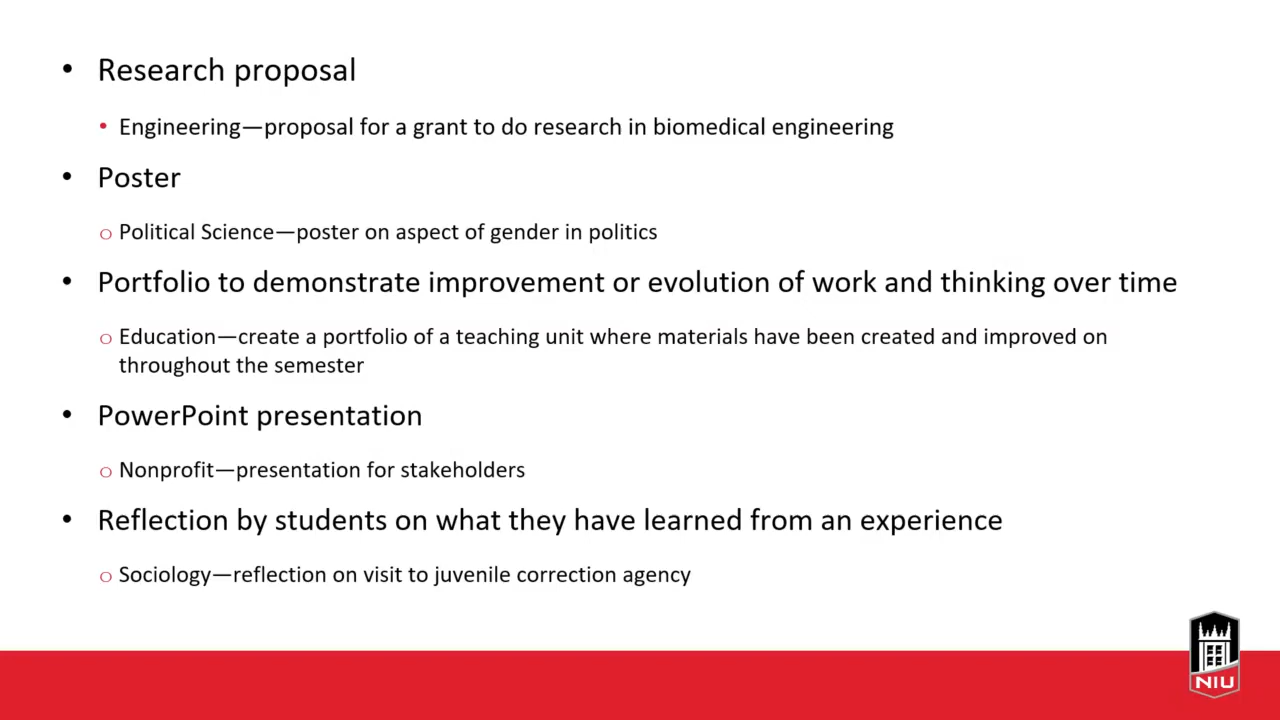 • Research proposal
• Engineering—proposal for a grant to do research in biomedical engineering
• Poster
o Political Science—poster on aspect of gender in politics
• Portfolio to demonstrate improvement or evolution of work and thinking over time
o Education—create a portfolio of a teaching unit where materials have been created and improved on
throughout the semester
• PowerPoint presentation
o Nonprofit—presentation for stakeholders
• Reflection by students on what they have learned from an experience
o Sociology—reflection on visit to juvenile correction agency
NIU